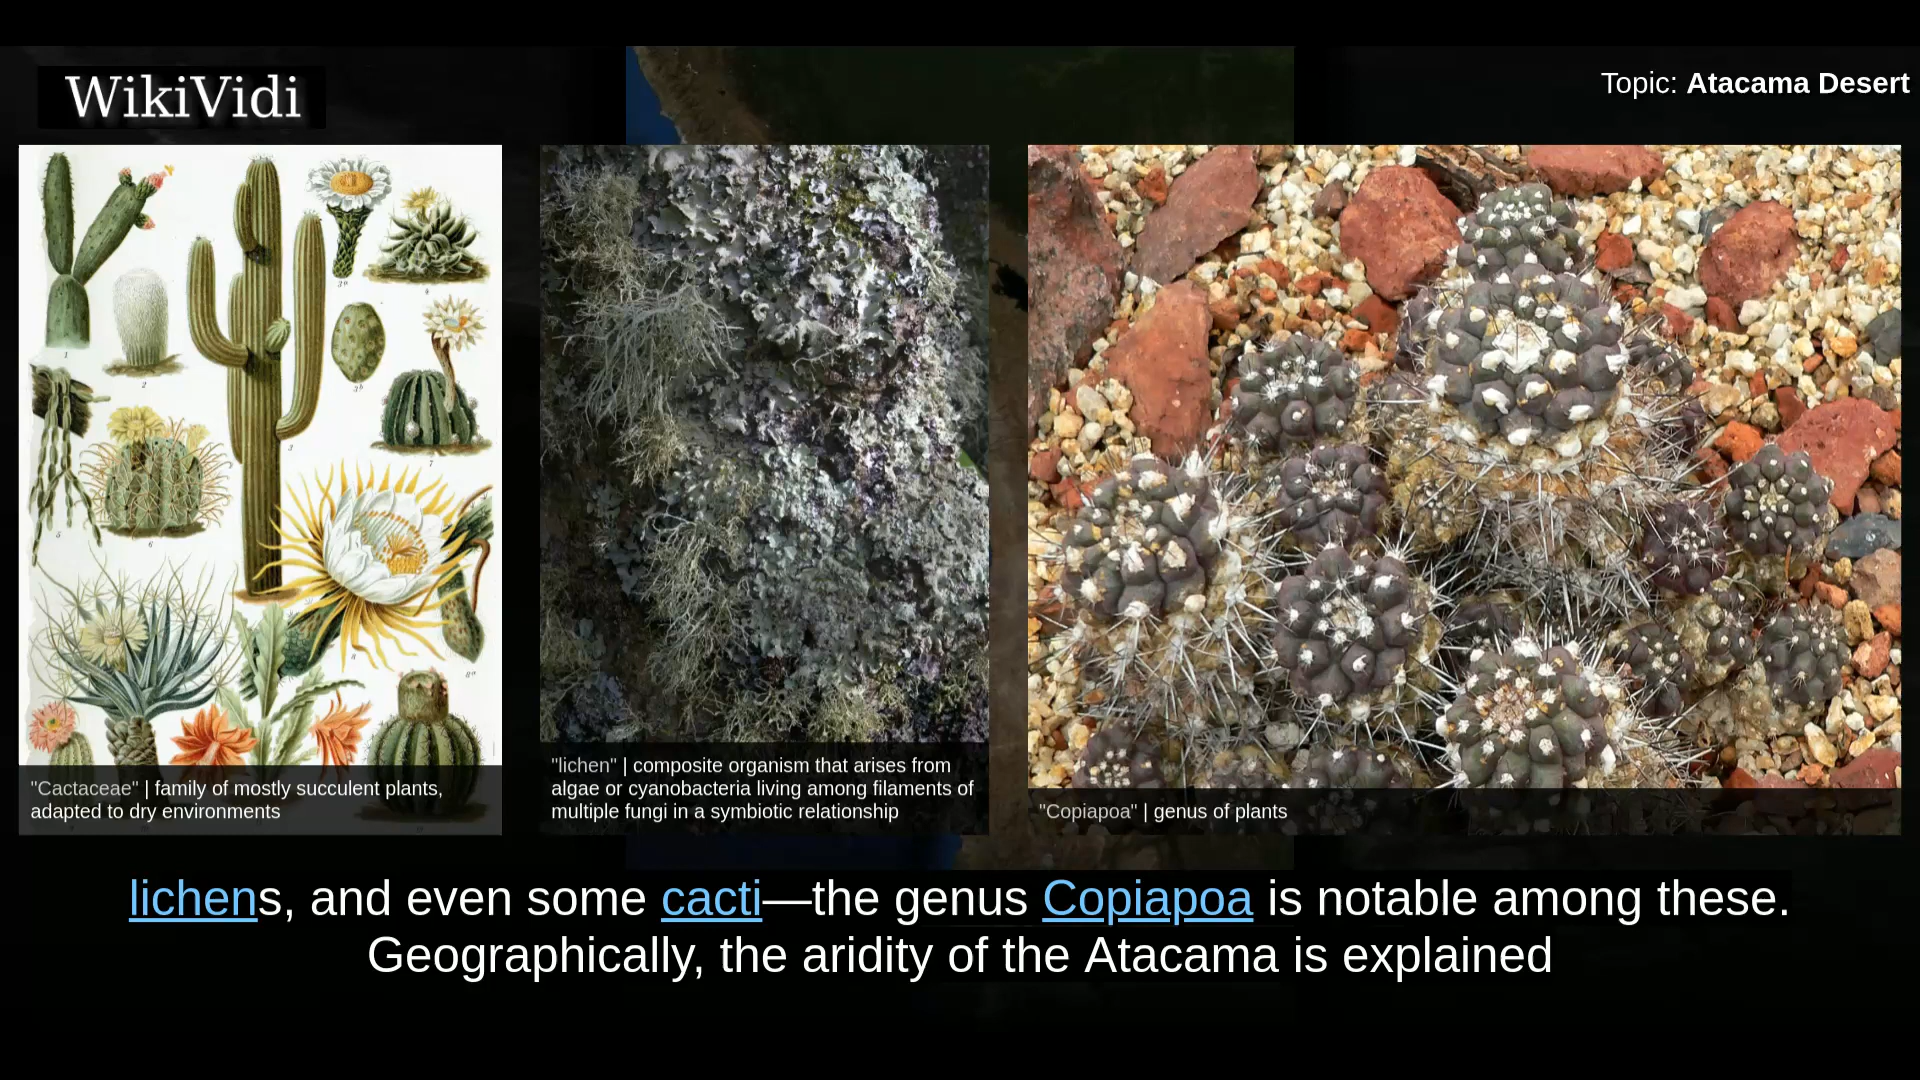 WikiVidi
Topic: Atacama Desert
"Cactaceae" | family of mostly succulent plants,
adapted to dry environments
"lichen" | composite organism that arises from
algae or cyanobacteria living among filaments of
multiple fungi in a symbiotic relationship
"Copiapoa" | genus of plants
lichens, and even some cacti—the genus Copiapoa is notable among these.
Geographically, the aridity of the Atacama is explained